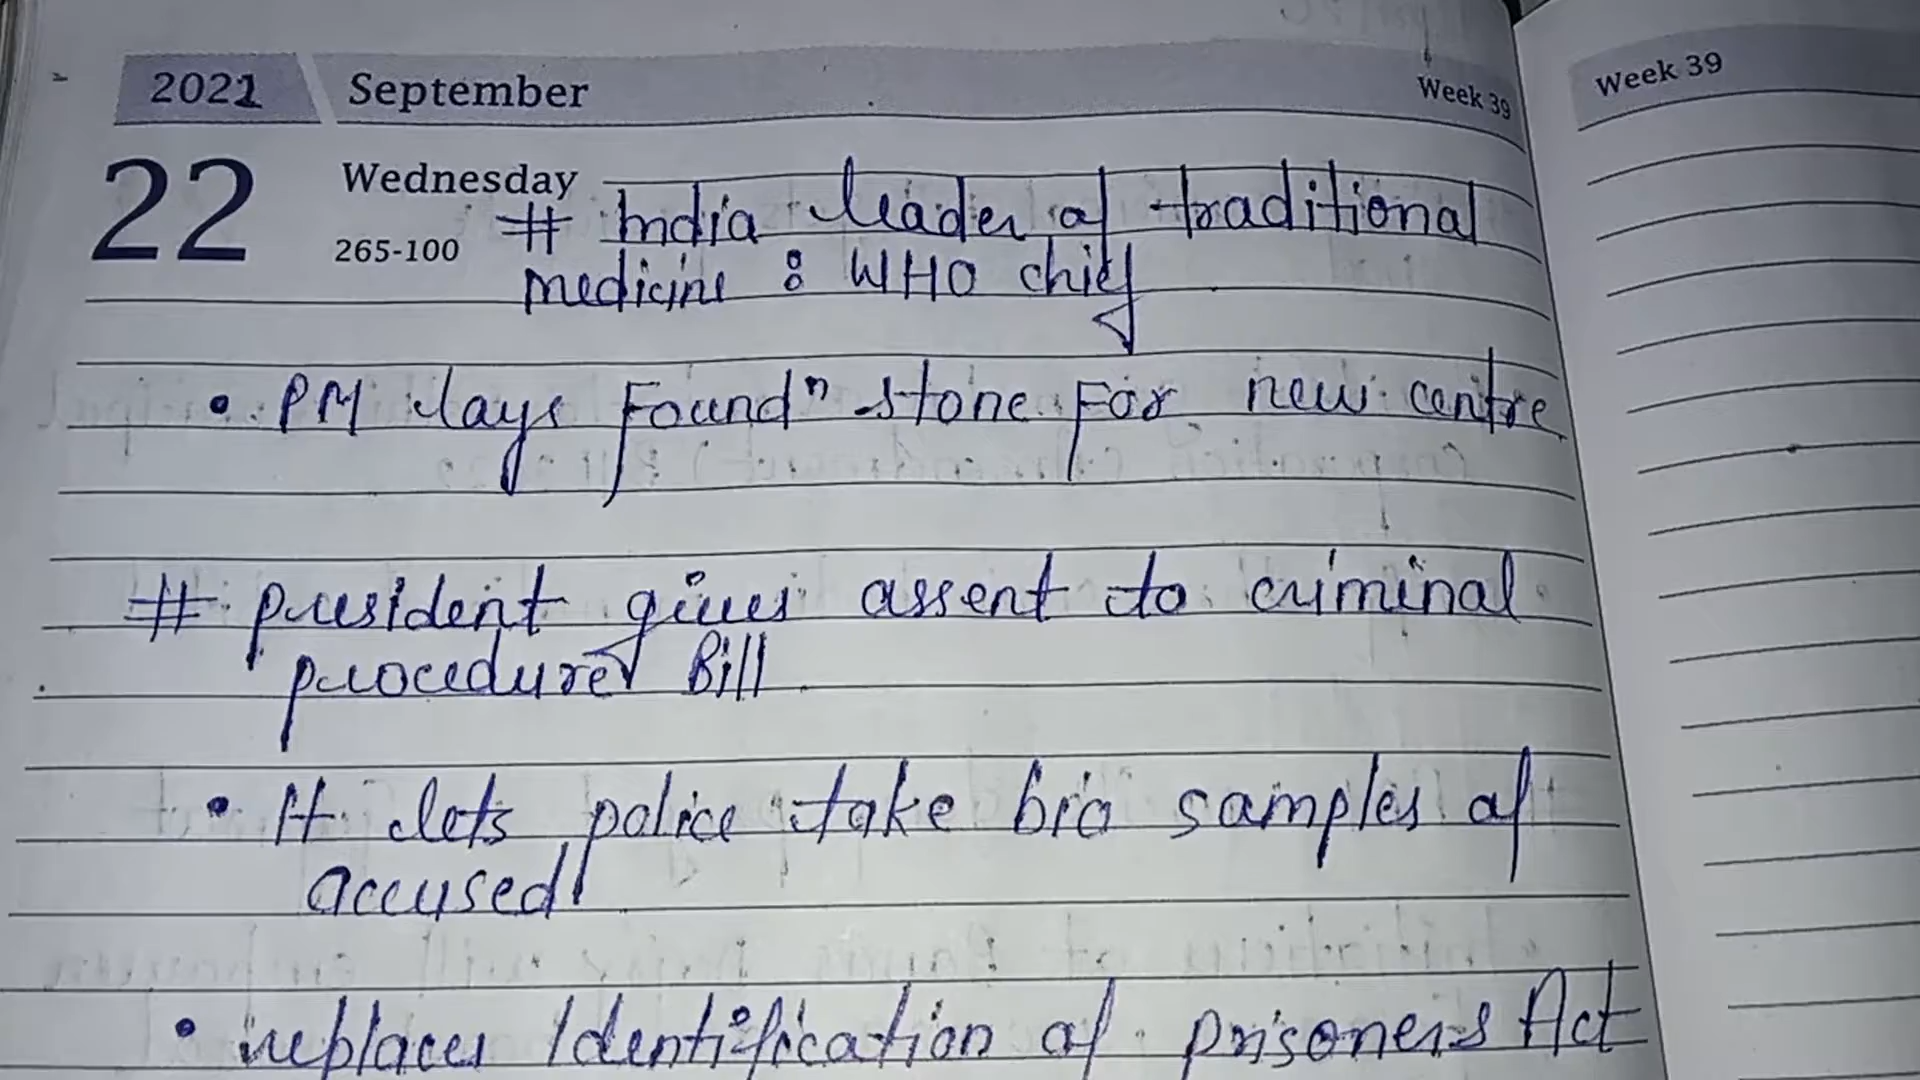 2021 September Week 39
Week 39
22 Wednesday
265-100
# India leader of traditional
medicine : WHO chief
• PM lays Foundⁿ stone For new centre
# president gives assent to criminal
procedure Bill
• It lets police take bio samples of
accused
• replaces Identification of prisoners Act